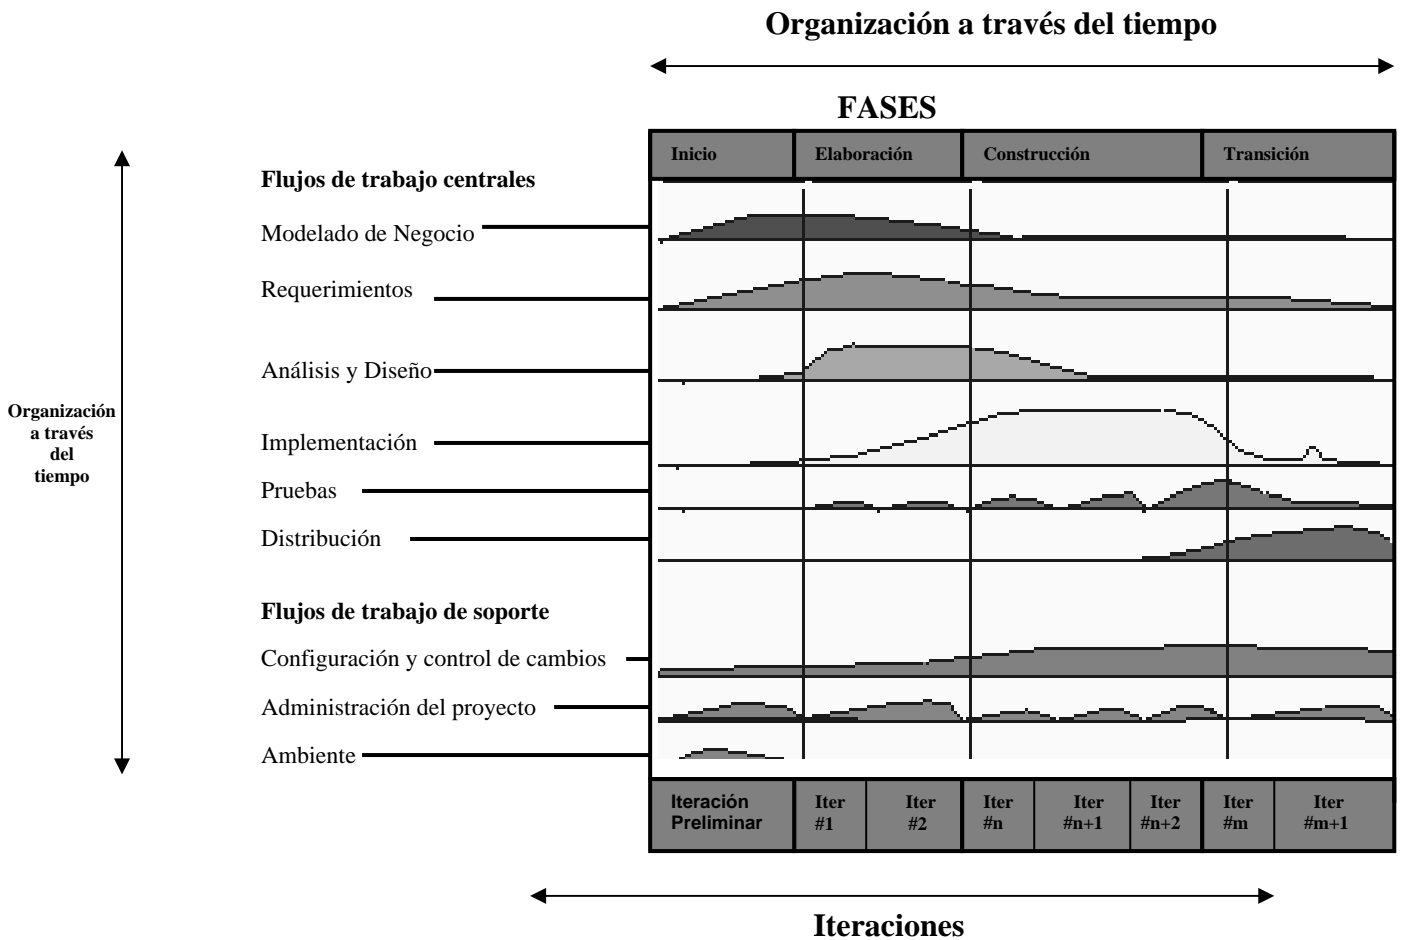 Organización a través del tiempo
FASES
Inicio
Elaboración
Construcción
Transición
Flujos de trabajo centrales
Modelado de Negocio
Requerimientos
Análisis y Diseño
Organización
a través
del
tiempo
Implementación
Pruebas
Distribución
Flujos de trabajo de soporte
Configuración y control de cambios
Administración del proyecto
Ambiente
Iteración
Preliminar
Iter
#1
Iter
#2
Iter
#n
Iter
#n+1
Iter
#n+2
Iter
#m
Iter
#m+1
Iteraciones